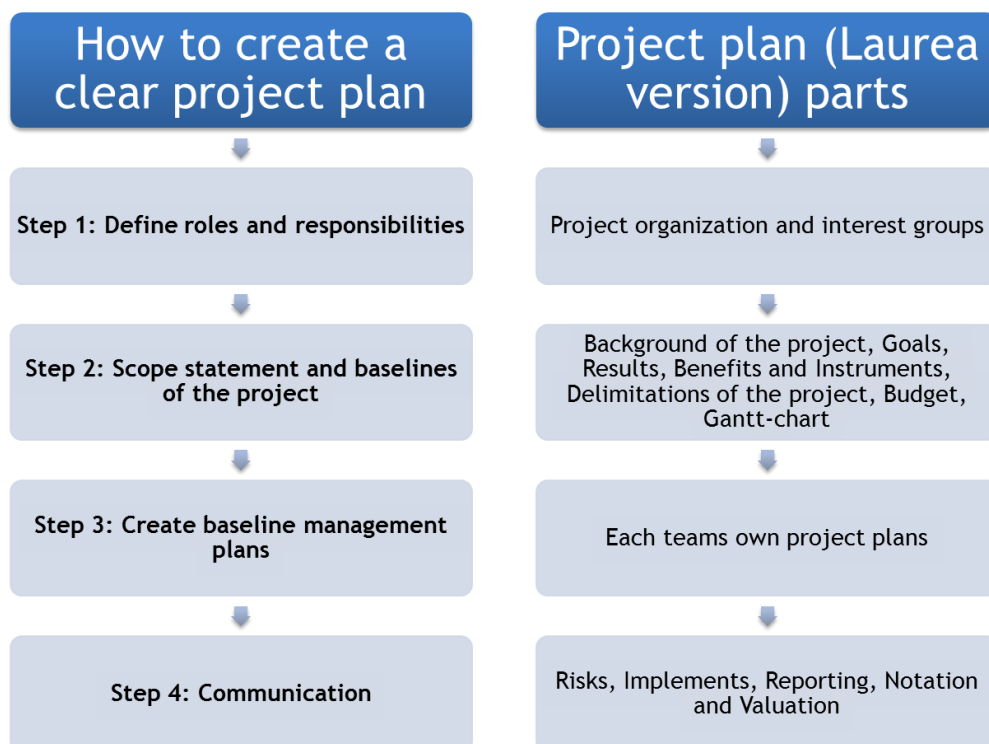 How to create a
clear project plan
Step 1: Define roles and responsibilities
Step 2: Scope statement and baselines
of the project
Step 3: Create baseline management
plans
Step 4: Communication
Project plan (Laurea
version) parts
Project organization and interest groups
Background of the project, Goals,
Results, Benefits and Instruments,
Delimitations of the project, Budget,
Gantt-chart
Each teams own project plans
Risks, Implements, Reporting, Notation
and Valuation